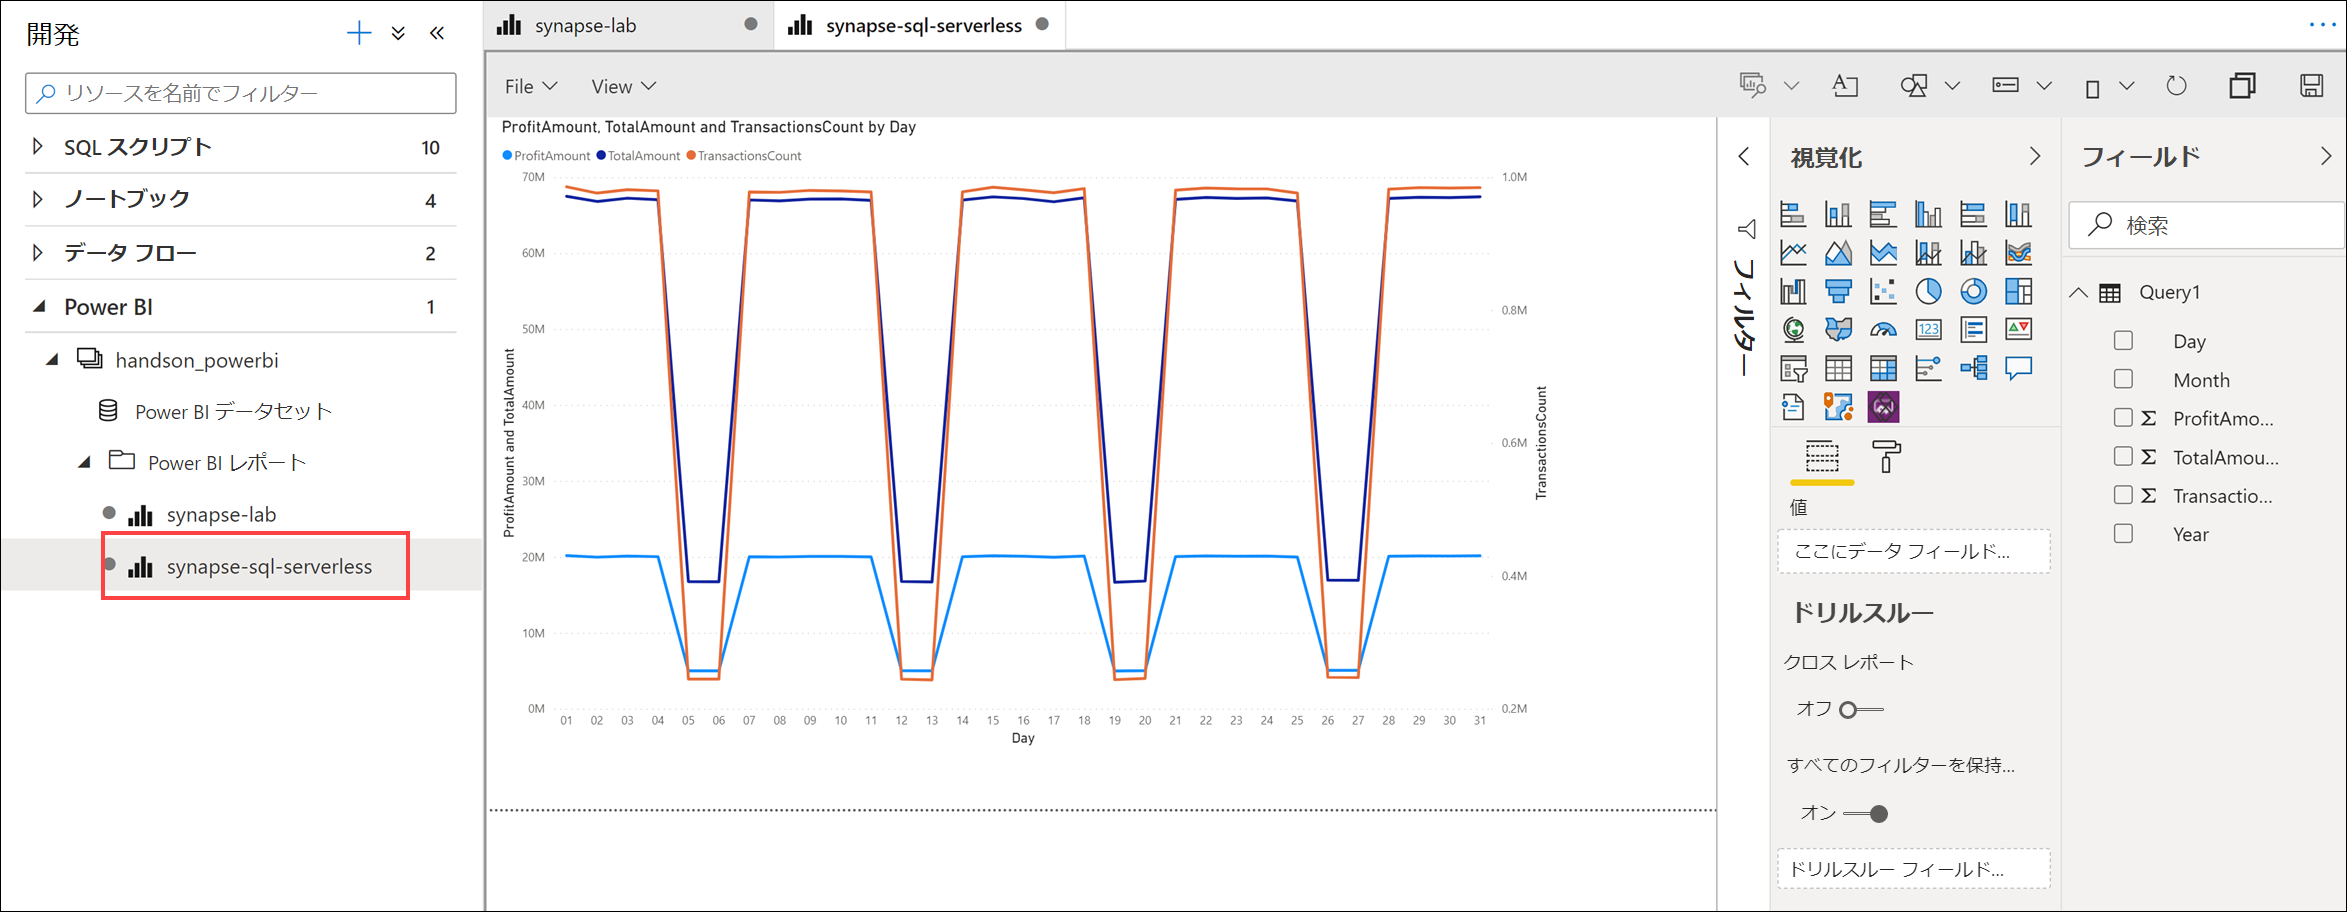 開発
リソースを名前でフィルター
SQL スクリプト 10
ノートブック 4
データ フロー 2
Power BI 1
handson_powerbi
Power BI データセット
Power BI レポート
synapse-lab
synapse-sql-serverless
synapse-lab
synapse-sql-serverless
File
View
ProfitAmount, TotalAmount and TransactionsCount by Day
ProfitAmount TotalAmount TransactionsCount
70M
60M
50M
40M
30M
20M
10M
0M
ProfitAmount and TotalAmount
1.0M
0.8M
0.6M
0.4M
0.2M
TransactionsCount
01 02 03 04 05 06 07 08 09 10 11 12 13 14 15 16 17 18 19 20 21 22 23 24 25 26 27 28 29 30 31
Day
フィルター
視覚化
123
値
ここにデータ フィールド...
ドリルスルー
クロス レポート
オフ
すべてのフィルターを保持...
オン
ドリルスルー フィールド...
フィールド
検索
Query1
Day
Month
Σ ProfitAmo...
Σ TotalAmou...
Σ Transactio...
Year